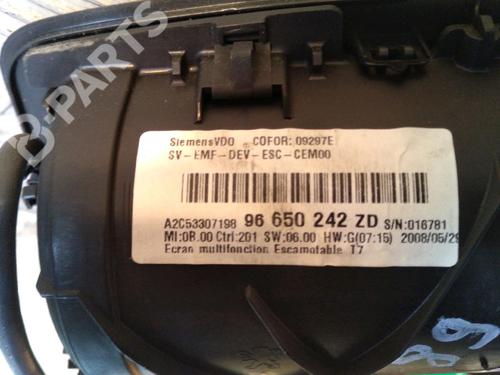 B-PARTS
SiemensVDO COFOR: 09297E
SV-EMF-DEV-ESC-CEM00
A2C53307198 96 650 242 ZD S/N:016781
MI:0B.00 Ctrl:201 SW:06.00 HW:G(07:15) 2008/05/29
Ecran multifonction Escamotable T7